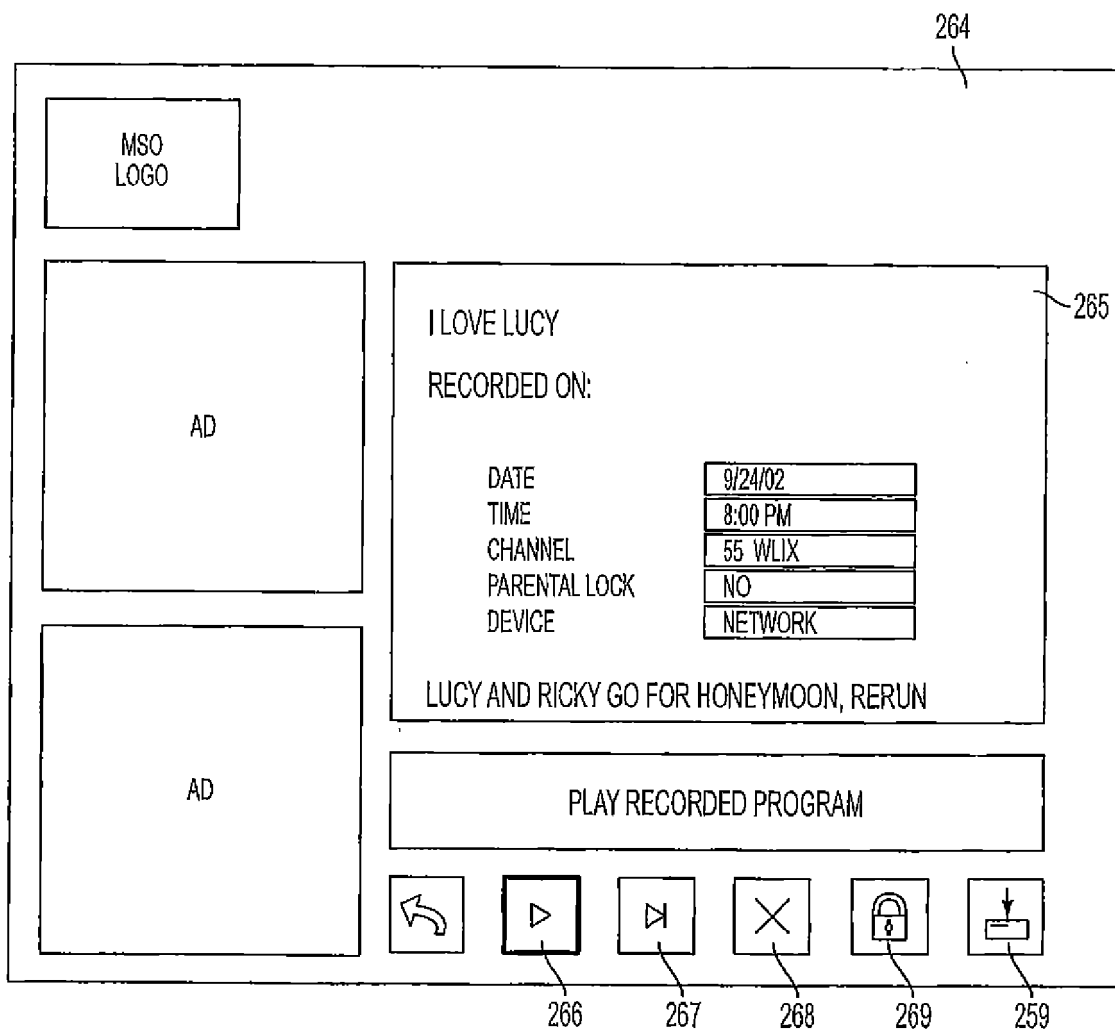 264
MSO
LOGO
AD
265
I LOVE LUCY
RECORDED ON:
DATE 9/24/02
TIME 8:00 PM
CHANNEL 55 WLIX
PARENTAL LOCK NO
DEVICE NETWORK
LUCY AND RICKY GO FOR HONEYMOON, RERUN
AD
PLAY RECORDED PROGRAM
266 267 268 269 259